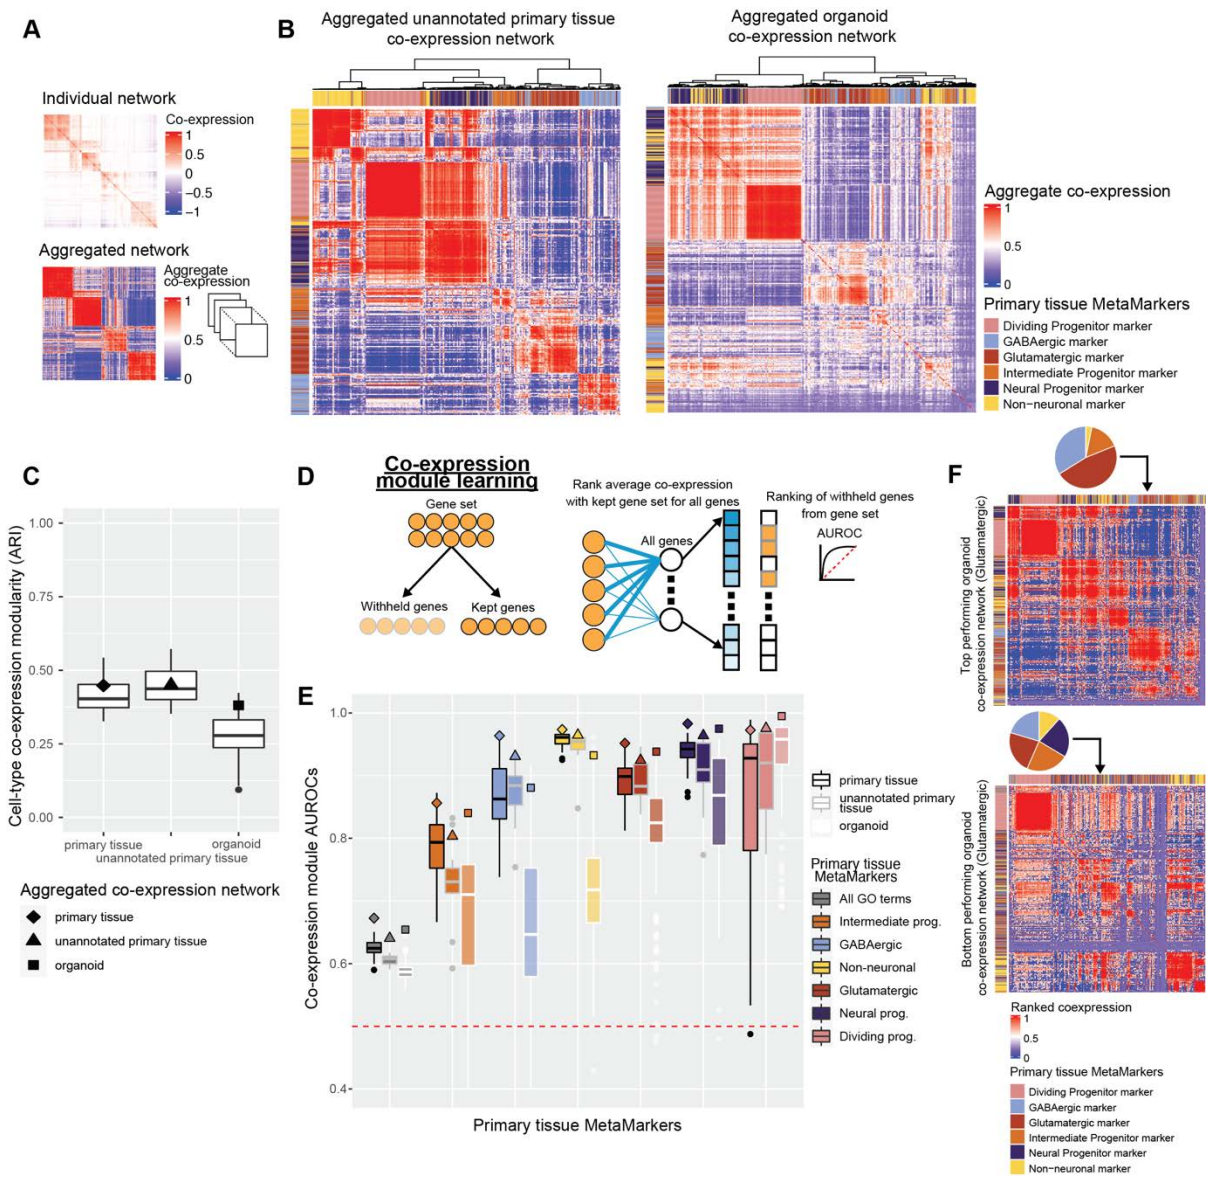 A
Individual network
Co-expression
1
0.5
0
−0.5
−1
Aggregated network
Aggregate
co-expression
1
0.5
0
B
Aggregated unannotated primary tissue
co-expression network
Aggregated organoid
co-expression network
Aggregate co-expression
1
0.5
0
Primary tissue MetaMarkers
Dividing Progenitor marker
GABAergic marker
Glutamatergic marker
Intermediate Progenitor marker
Neural Progenitor marker
Non-neuronal marker
C
Cell-type co-expression modularity (ARI)
1.00
0.75
0.50
0.25
0.00
primary tissue
unannotated primary tissue
organoid
Aggregated co-expression network
primary tissue
unannotated primary tissue
organoid
D
Co-expression
module learning
Gene set
Withheld genes
Kept genes
Rank average co-expression
with kept gene set for all genes
All genes
Ranking of withheld genes
from gene set
AUROC
E
Co-expression module AUROCs
1.0
0.8
0.6
0.4
Primary tissue MetaMarkers
primary tissue
unannotated primary
tissue
organoid
Primary tissue
MetaMarkers
All GO terms
Intermediate prog.
GABAergic
Non-neuronal
Glutamatergic
Neural prog.
Dividing prog.
F
Top performing organoid
co-expression network (Glutamatergic)
Bottom performing organoid
co-expression network (Glutamatergic)
Ranked coexpression
1
0.5
0
Primary tissue MetaMarkers
Dividing Progenitor marker
GABAergic marker
Glutamatergic marker
Intermediate Progenitor marker
Neural Progenitor marker
Non-neuronal marker